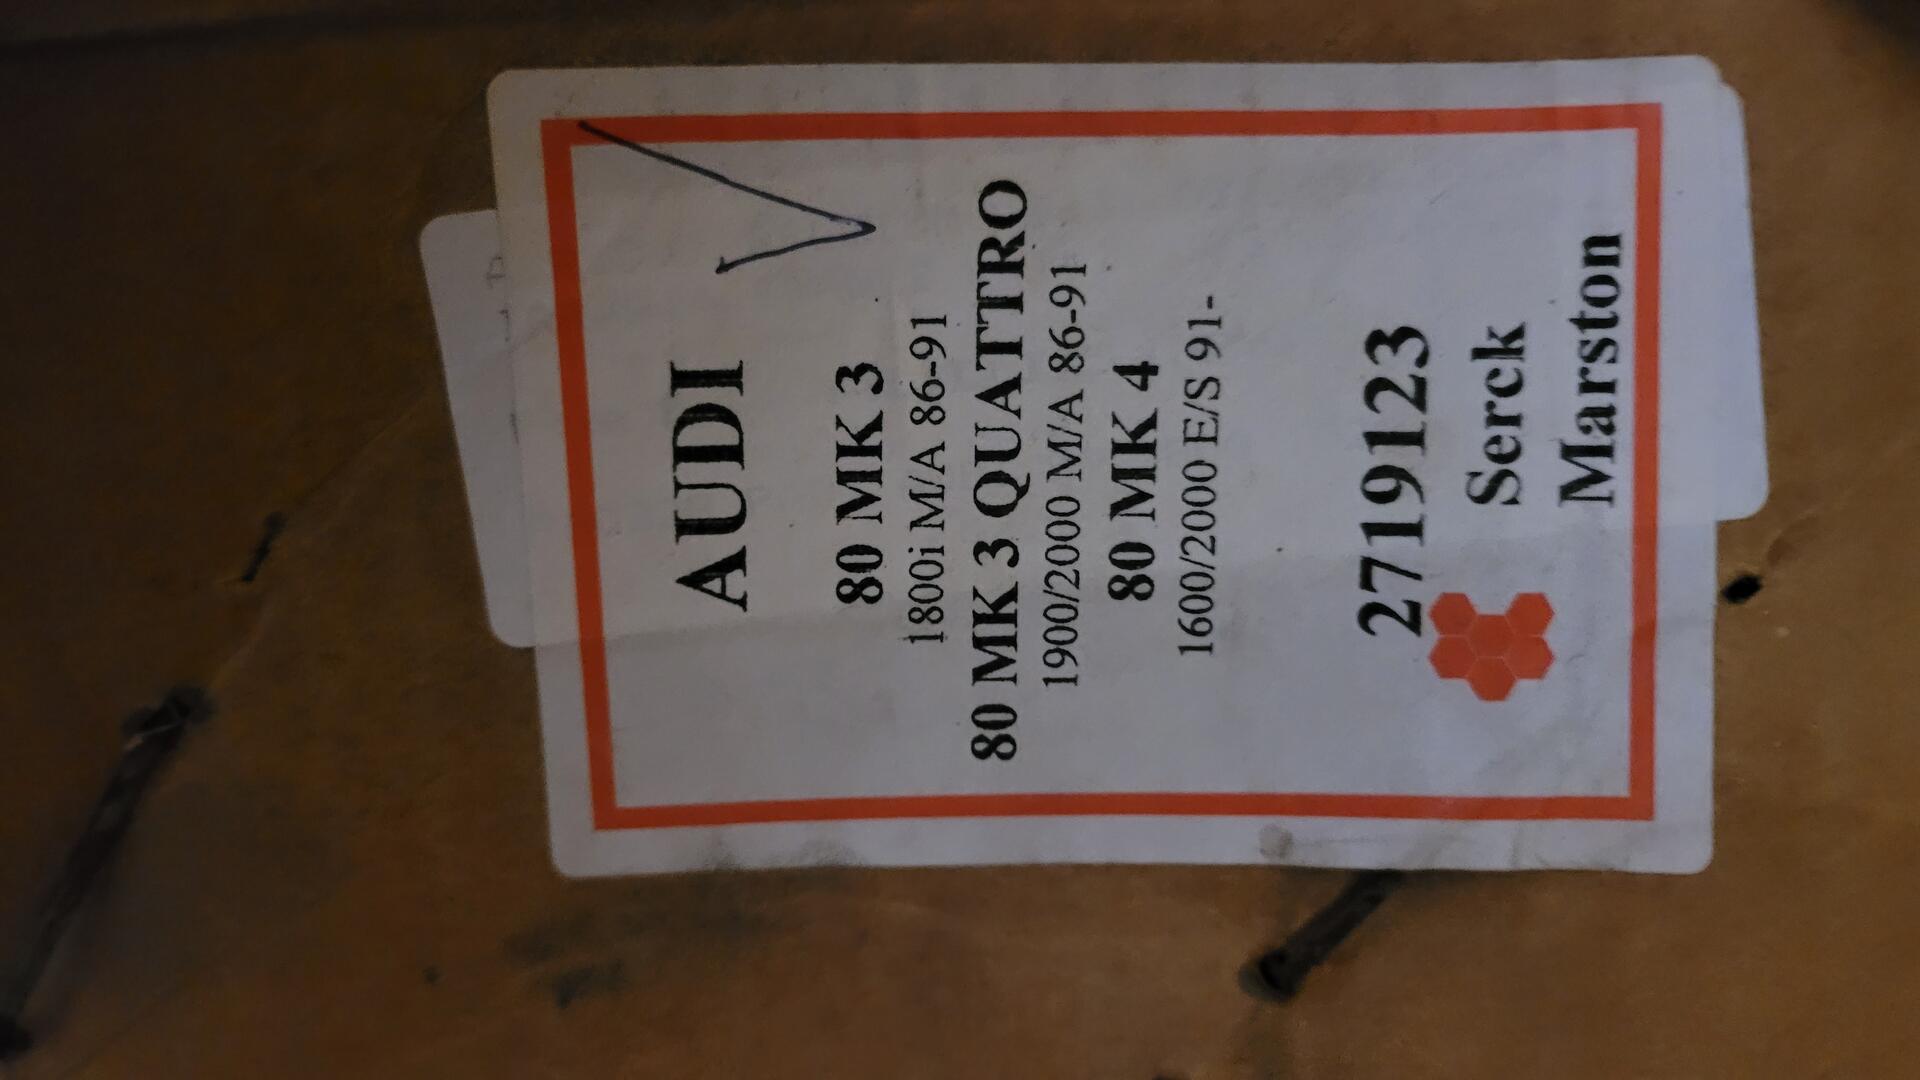 AUDI
80 MK 3
1800i M/A 86-91
80 MK 3 QUATTRO
1900/2000 M/A 86-91
80 MK 4
1600/2000 E/S 91-
2719123
Serck
Marston